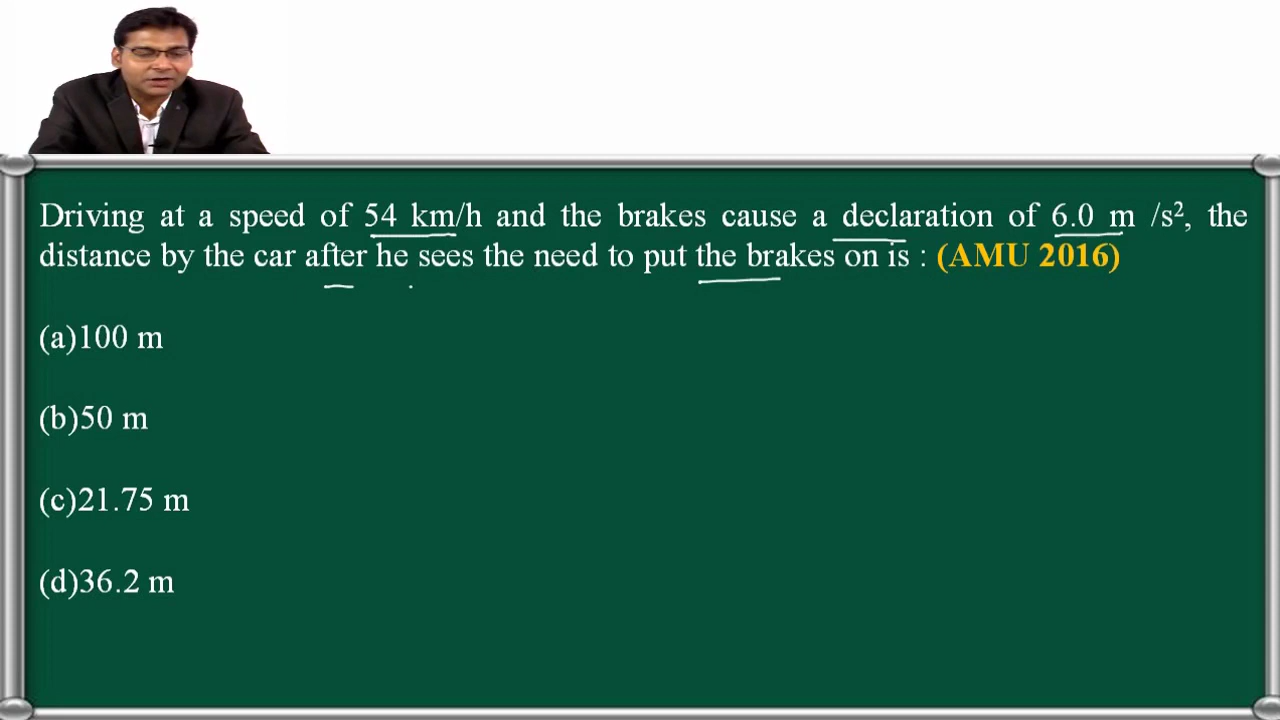 Driving at a speed of 54 km/h and the brakes cause a declaration of 6.0 m /s², the
distance by the car after he sees the need to put the brakes on is : (AMU 2016)
(a)100 m
(b)50 m
(c)21.75 m
(d)36.2 m